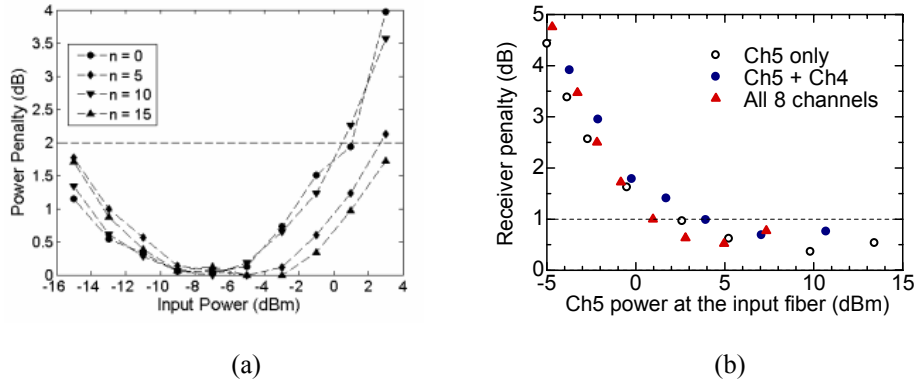 (a)
4
3.5
3
2.5
2
1.5
1
0.5
0
Power Penalty (dB)
n = 0
n = 5
n = 10
n = 15
-16 -14 -12 -10 -8 -6 -4 -2 0 2 4
Input Power (dBm)
(b)
5
4
3
2
1
0
Receiver penalty (dB)
Ch5 only
Ch5 + Ch4
All 8 channels
-5 0 5 10 15
Ch5 power at the input fiber (dBm)
(a) (b)